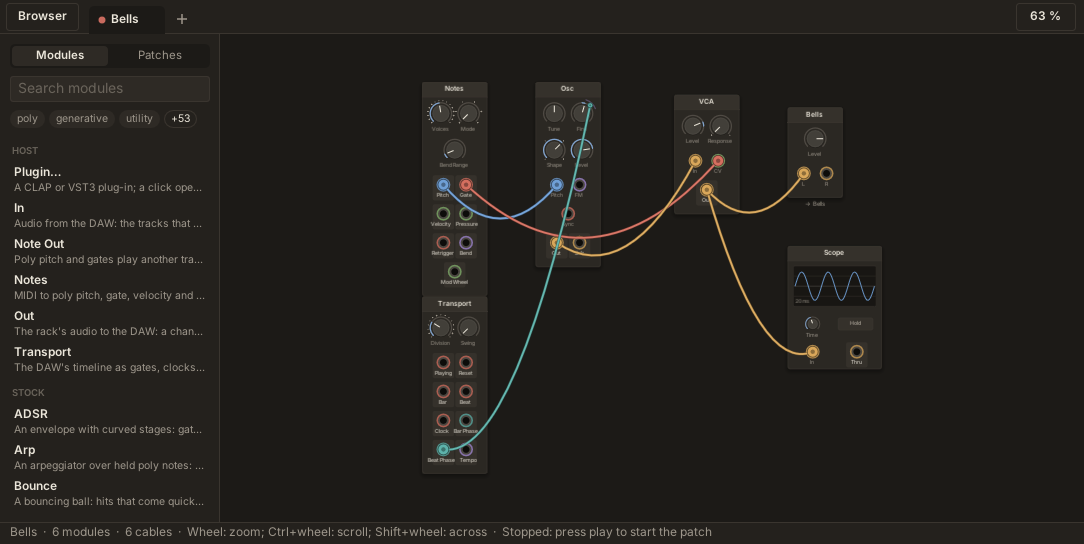 Browser
Bells
+
63 %
Modules
Patches
Search modules
poly
generative
utility
+53
HOST
Plugin...
A CLAP or VST3 plug-in; a click ope...
In
Audio from the DAW: the tracks that ...
Note Out
Poly pitch and gates play another tra...
Notes
MIDI to poly pitch, gate, velocity and ...
Out
The rack's audio to the DAW: a chan...
Transport
The DAW's timeline as gates, clocks...
STOCK
ADSR
An envelope with curved stages: gat...
Arp
An arpeggiator over held poly notes: ...
Bounce
A bouncing ball: hits that come quick...
Notes
Voices
Mode
Bend Range
Pitch
Gate
Velocity
Pressure
Retrigger
Bend
Mod Wheel
Transport
Division
Swing
Playing
Reset
Bar
Beat
Clock
Bar Phase
Beat Phase
Tempo
Osc
Tune
Shape
Pitch
FM
Sync
Out
VCA
Level
Response
In
CV
Out
Bells
Level
L
R
→ Bells
Scope
20 ms
Time
Hold
In
Thru
Bells · 6 modules · 6 cables · Wheel: zoom; Ctrl+wheel: scroll; Shift+wheel: across · Stopped: press play to start the patch